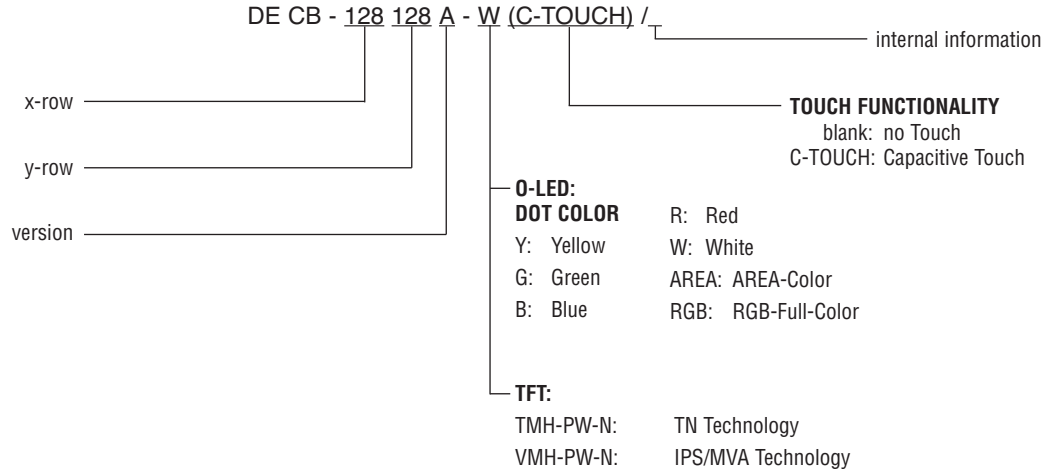 DE CB - 128 128 A - W (C-TOUCH) /_
internal information
x-row
TOUCH FUNCTIONALITY
blank: no Touch
C-TOUCH: Capacitive Touch
y-row
version
O-LED:
DOT COLOR
Y: Yellow
G: Green
B: Blue
R: Red
W: White
AREA: AREA-Color
RGB: RGB-Full-Color
TFT:
TMH-PW-N: TN Technology
VMH-PW-N: IPS/MVA Technology